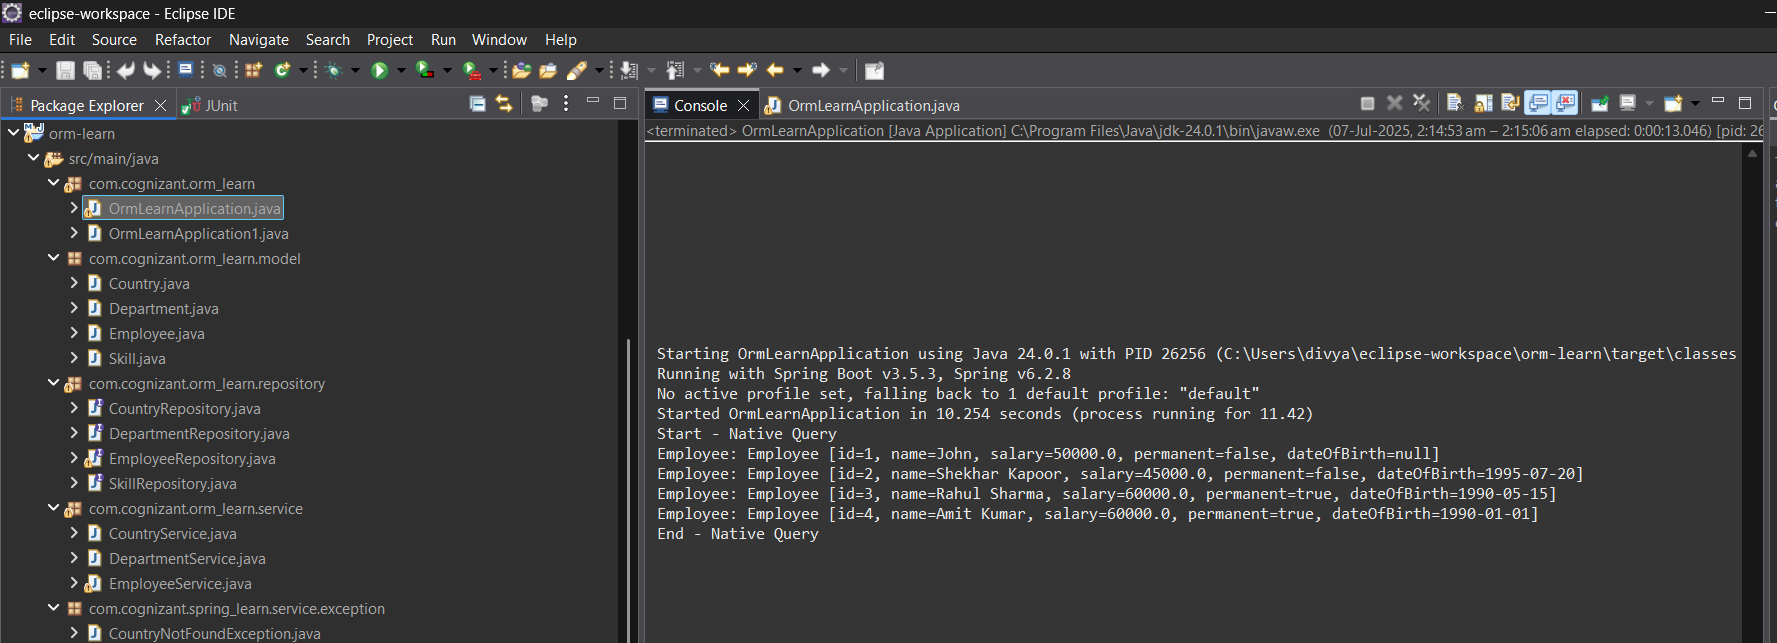 eclipse-workspace - Eclipse IDE
File Edit Source Refactor Navigate Search Project Run Window Help
Package Explorer JUnit
orm-learn
src/main/java
com.cognizant.orm_learn
OrmLearnApplication.java
OrmLearnApplication1.java
com.cognizant.orm_learn.model
Country.java
Department.java
Employee.java
Skill.java
com.cognizant.orm_learn.repository
CountryRepository.java
DepartmentRepository.java
EmployeeRepository.java
SkillRepository.java
com.cognizant.orm_learn.service
CountryService.java
DepartmentService.java
EmployeeService.java
com.cognizant.spring_learn.service.exception
CountryNotFoundException.java
Console OrmLearnApplication.java
<terminated> OrmLearnApplication [Java Application] C:\Program Files\Java\jdk-24.0.1\bin\javaw.exe (07-Jul-2025, 2:14:53 am – 2:15:06 am elapsed: 0:00:13.046) [pid: 26
Starting OrmLearnApplication using Java 24.0.1 with PID 26256 (C:\Users\divya\eclipse-workspace\orm-learn\target\classes
Running with Spring Boot v3.5.3, Spring v6.2.8
No active profile set, falling back to 1 default profile: "default"
Started OrmLearnApplication in 10.254 seconds (process running for 11.42)
Start - Native Query
Employee: Employee [id=1, name=John, salary=50000.0, permanent=false, dateOfBirth=null]
Employee: Employee [id=2, name=Shekhar Kapoor, salary=45000.0, permanent=false, dateOfBirth=1995-07-20]
Employee: Employee [id=3, name=Rahul Sharma, salary=60000.0, permanent=true, dateOfBirth=1990-05-15]
Employee: Employee [id=4, name=Amit Kumar, salary=60000.0, permanent=true, dateOfBirth=1990-01-01]
End - Native Query